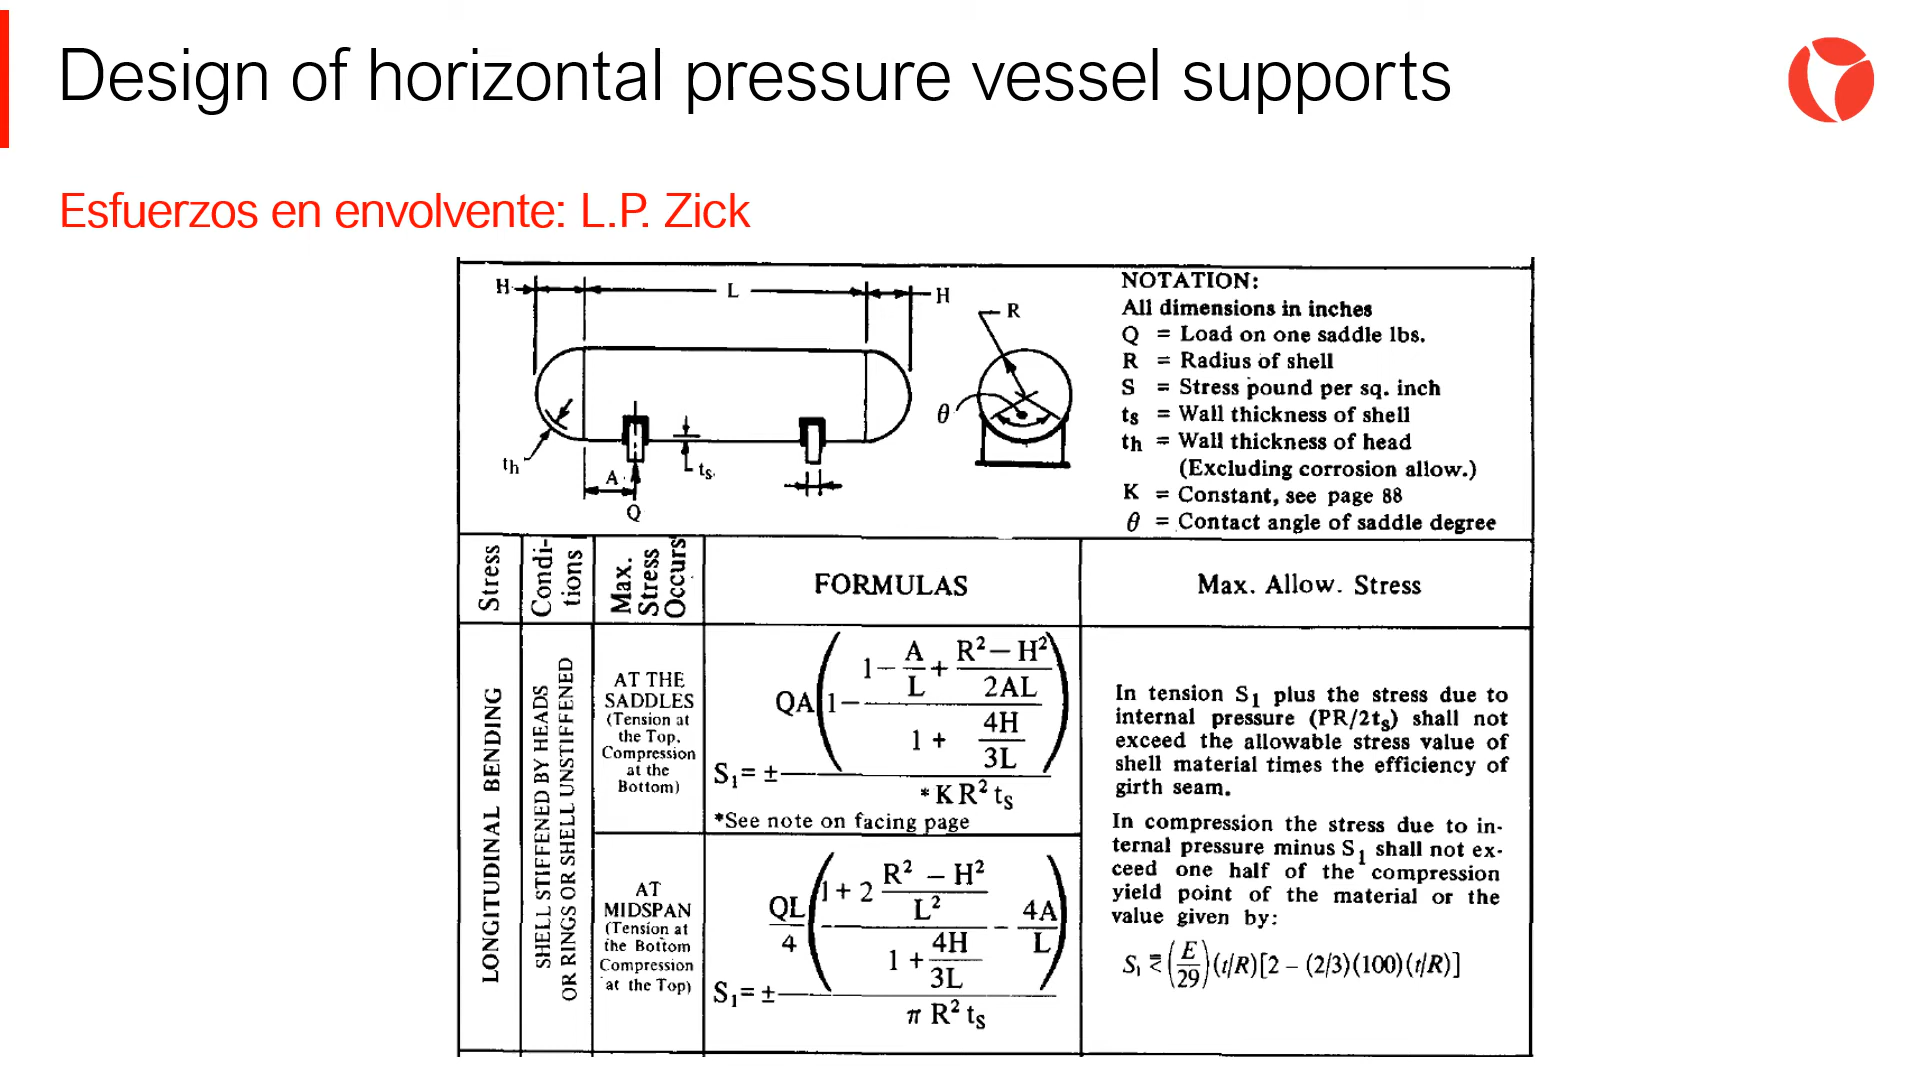 Design of horizontal pressure vessel supports
Esfuerzos en envolvente: L.P. Zick
H
L
H
R
θ
th
A
Q
ts
NOTATION:
All dimensions in inches
Q = Load on one saddle lbs.
R = Radius of shell
S = Stress pound per sq. inch
ts = Wall thickness of shell
th = Wall thickness of head
(Excluding corrosion allow.)
K = Constant, see page 88
θ = Contact angle of saddle degree
Stress
Condi-
tions
Max.
Stress
Occurs
FORMULAS
Max. Allow. Stress
LONGITUDINAL BENDING
SHELL STIFFENED BY HEADS
OR RINGS OR SHELL UNSTIFFENED
AT THE
SADDLES
(Tension at
the Top.
Compression
at the
Bottom)
S₁= ± QA(1 − (1 − A/L + (R² − H²)/2AL) / (1 + 4H/3L)) / *K R² ts
*See note on facing page
AT
MIDSPAN
(Tension at
the Bottom
Compression
at the Top)
S₁= ± QL/4 ((1 + 2 (R² − H²)/L²) / (1 + 4H/3L) − 4A/L) / π R² ts
In tension S₁ plus the stress due to
internal pressure (PR/2ts) shall not
exceed the allowable stress value of
shell material times the efficiency of
girth seam.
In compression the stress due to in-
ternal pressure minus S₁ shall not ex-
ceed one half of the compression
yield point of the material or the
value given by:
S₁ ≤ (E/29)(t/R)[2 – (2/3)(100)(t/R)]